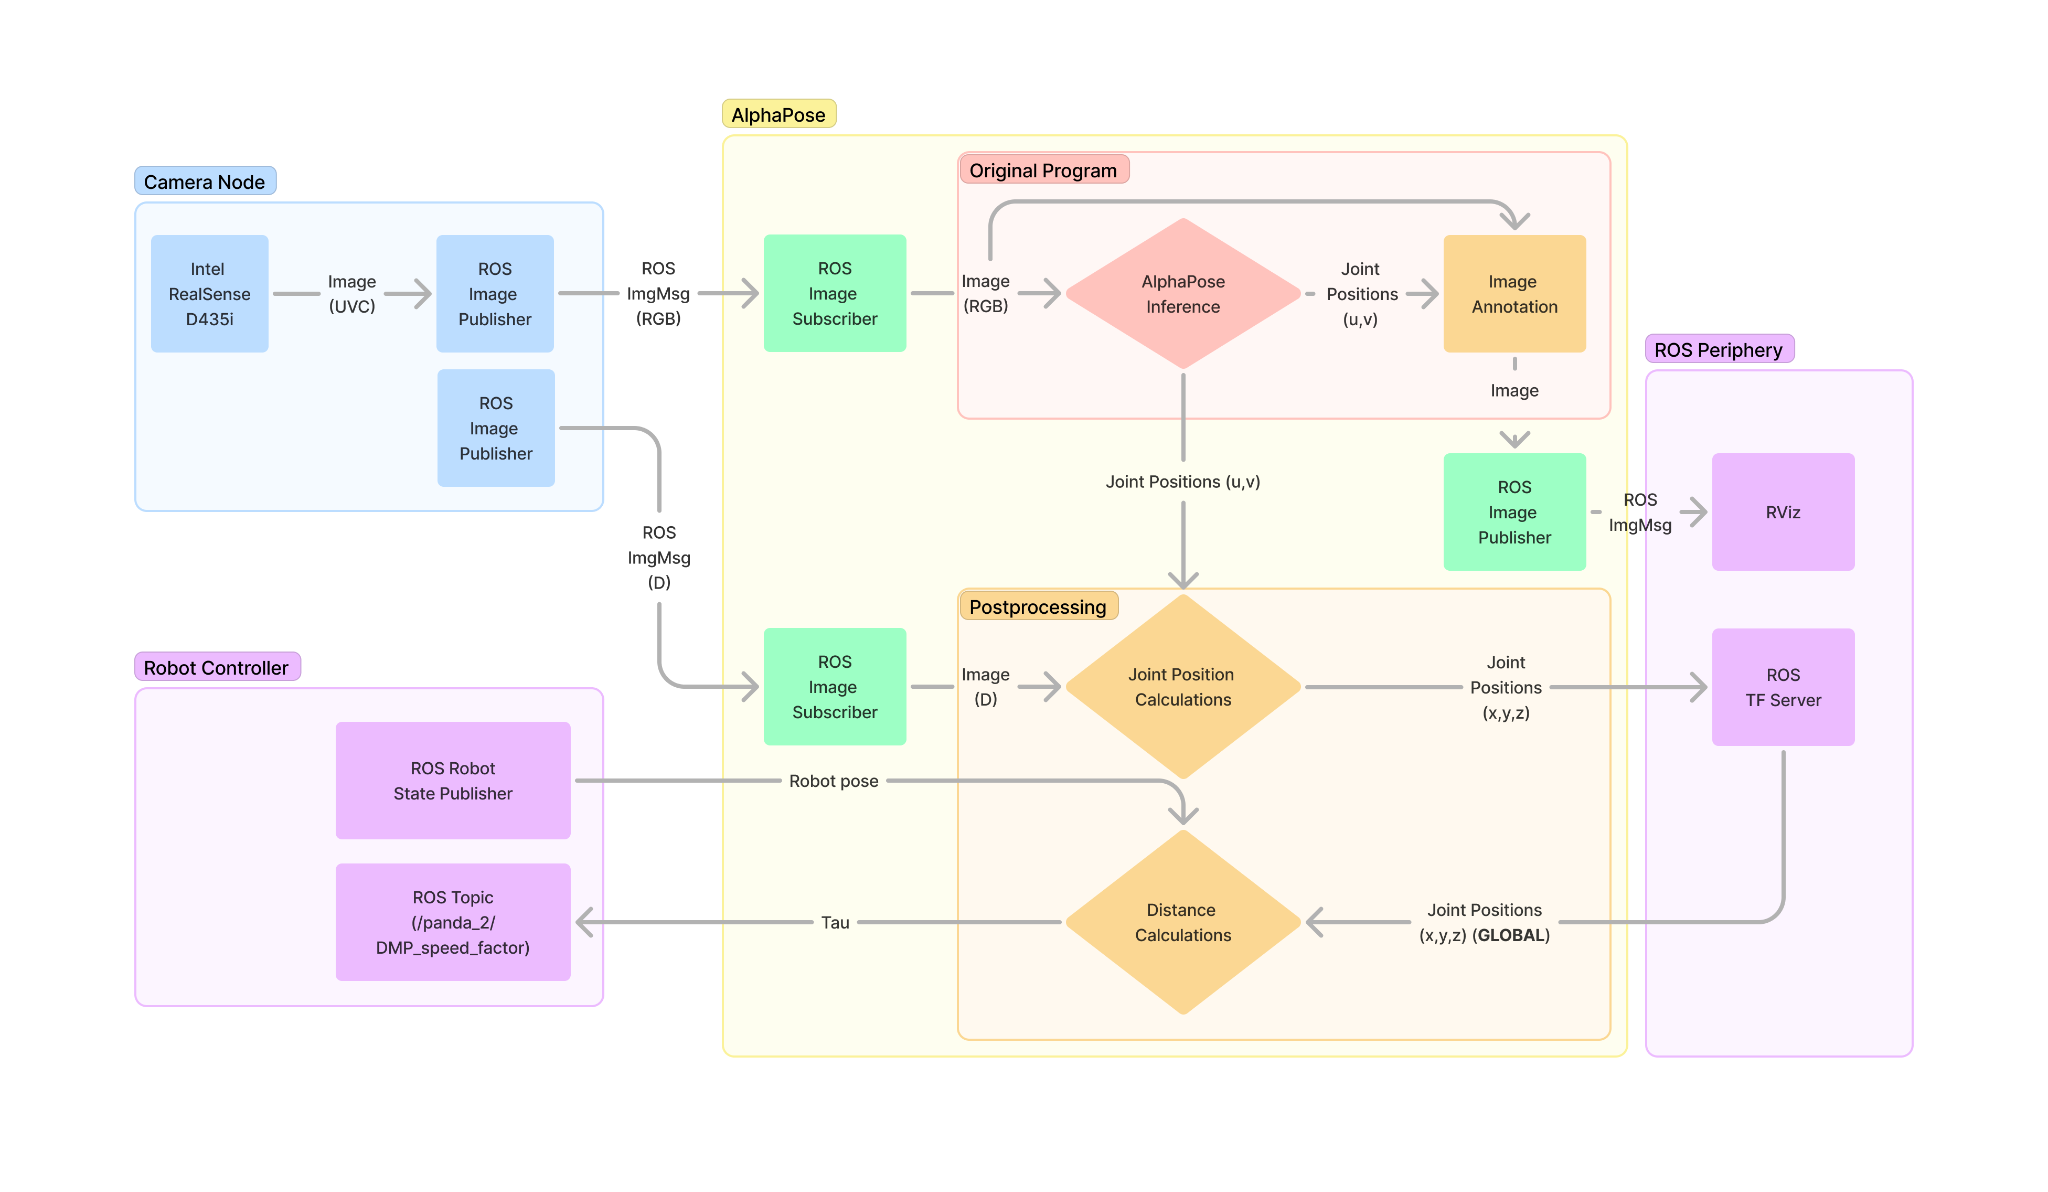 AlphaPose
Original Program
Camera Node
Intel
RealSense
D435i
Image
(UVC)
ROS
Image
Publisher
ROS
ImgMsg
(RGB)
ROS
Image
Subscriber
Image
(RGB)
AlphaPose
Inference
Joint
Positions
(u,v)
Image
Annotation
Image
ROS
Image
Publisher
ROS Periphery
Joint Positions (u,v)
ROS
Image
Publisher
ROS
ImgMsg
RViz
ROS
ImgMsg
(D)
Postprocessing
Robot Controller
ROS
Image
Subscriber
Image
(D)
Joint Position
Calculations
Joint
Positions
(x,y,z)
ROS
TF Server
ROS Robot
State Publisher
Robot pose
ROS Topic
(/panda_2/
DMP_speed_factor)
Tau
Distance
Calculations
Joint Positions
(x,y,z) (GLOBAL)